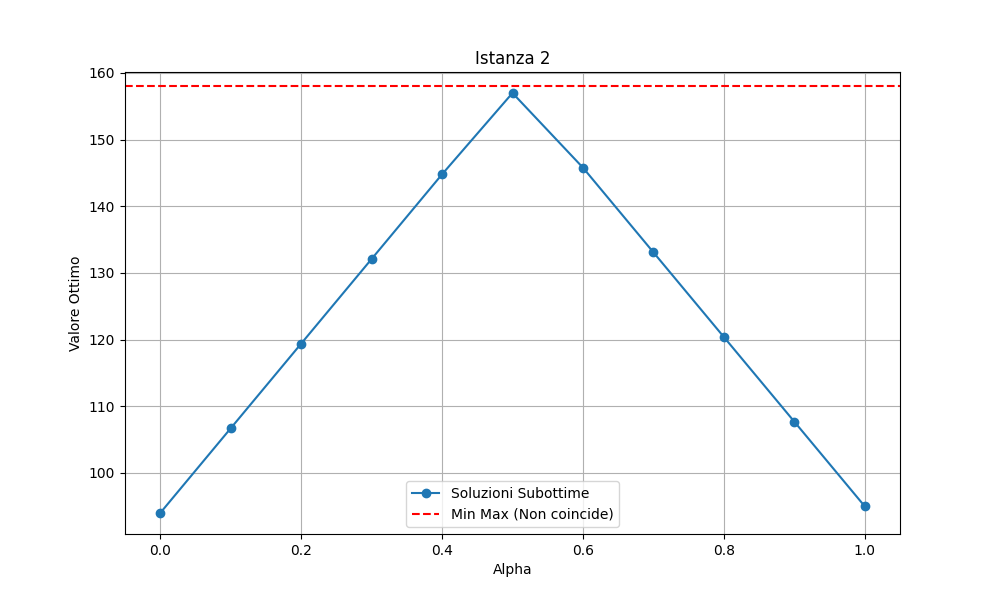 Istanza 2
160
150
140
130
120
110
100
Valore Ottimo
Soluzioni Subottime
Min Max (Non coincide)
0.0 0.2 0.4 0.6 0.8 1.0
Alpha